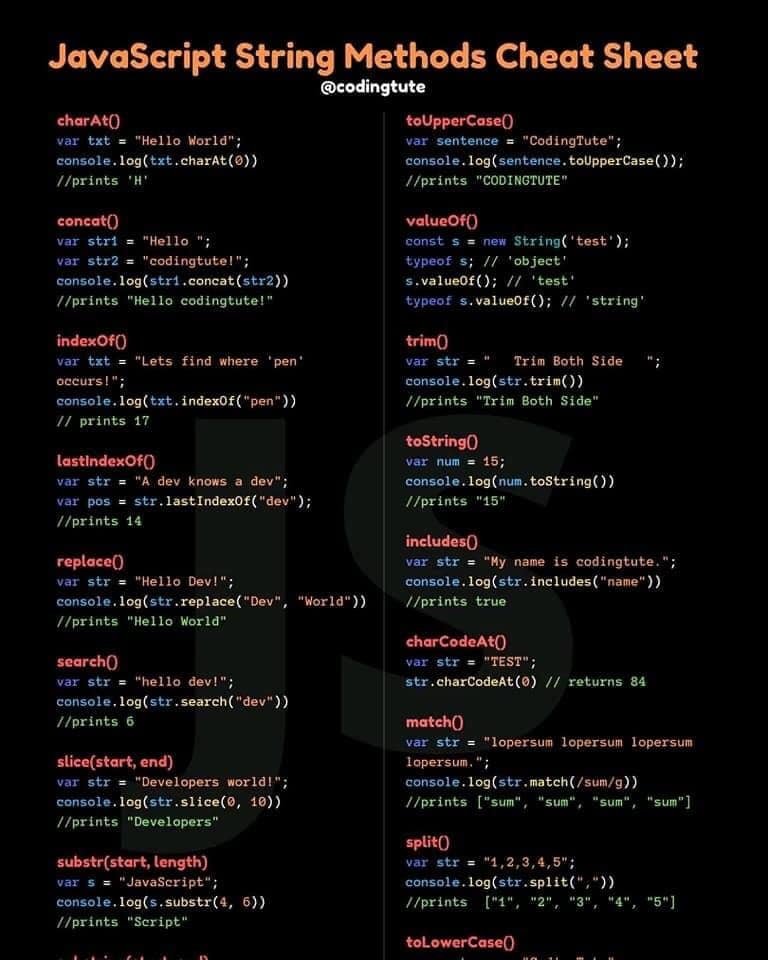 JavaScript String Methods Cheat Sheet
@codingtute
charAt()
var txt = "Hello World";
console.log(txt.charAt(0))
//prints 'H'
concat()
var str1 = "Hello ";
var str2 = "codingtute!";
console.log(str1.concat(str2))
//prints "Hello codingtute!"
indexOf()
var txt = "Lets find where 'pen'
occurs!";
console.log(txt.indexOf("pen"))
// prints 17
lastIndexOf()
var str = "A dev knows a dev";
var pos = str.lastIndexOf("dev");
//prints 14
replace()
var str = "Hello Dev!";
console.log(str.replace("Dev", "World"))
//prints "Hello World"
search()
var str = "hello dev!";
console.log(str.search("dev"))
//prints 6
slice(start, end)
var str = "Developers world!";
console.log(str.slice(0, 10))
//prints "Developers"
substr(start, length)
var s = "JavaScript";
console.log(s.substr(4, 6))
//prints "Script"
toUpperCase()
var sentence = "CodingTute";
console.log(sentence.toUpperCase());
//prints "CODINGTUTE"
valueOf()
const s = new String('test');
typeof s; // 'object'
s.valueOf(); // 'test'
typeof s.valueOf(); // 'string'
trim()
var str = "   Trim Both Side   ";
console.log(str.trim())
//prints "Trim Both Side"
toString()
var num = 15;
console.log(num.toString())
//prints "15"
includes()
var str = "My name is codingtute.";
console.log(str.includes("name"))
//prints true
charCodeAt()
var str = "TEST";
str.charCodeAt(0) // returns 84
match()
var str = "lopersum lopersum lopersum
lopersum.";
console.log(str.match(/sum/g))
//prints ["sum", "sum", "sum", "sum"]
split()
var str = "1,2,3,4,5";
console.log(str.split(","))
//prints  ["1", "2", "3", "4", "5"]
toLowerCase()
JS